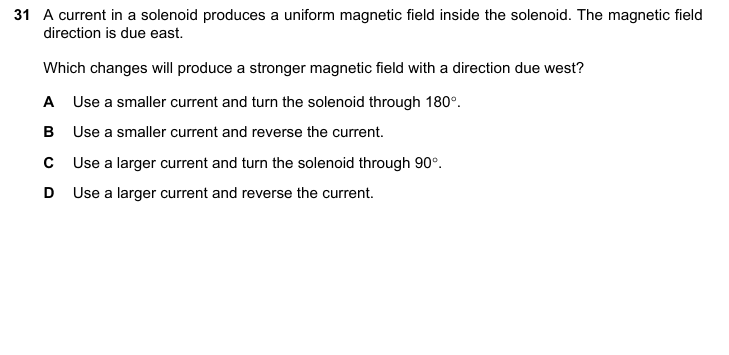 31 A current in a solenoid produces a uniform magnetic field inside the solenoid. The magnetic field
direction is due east.
Which changes will produce a stronger magnetic field with a direction due west?
A Use a smaller current and turn the solenoid through 180°.
B Use a smaller current and reverse the current.
C Use a larger current and turn the solenoid through 90°.
D Use a larger current and reverse the current.